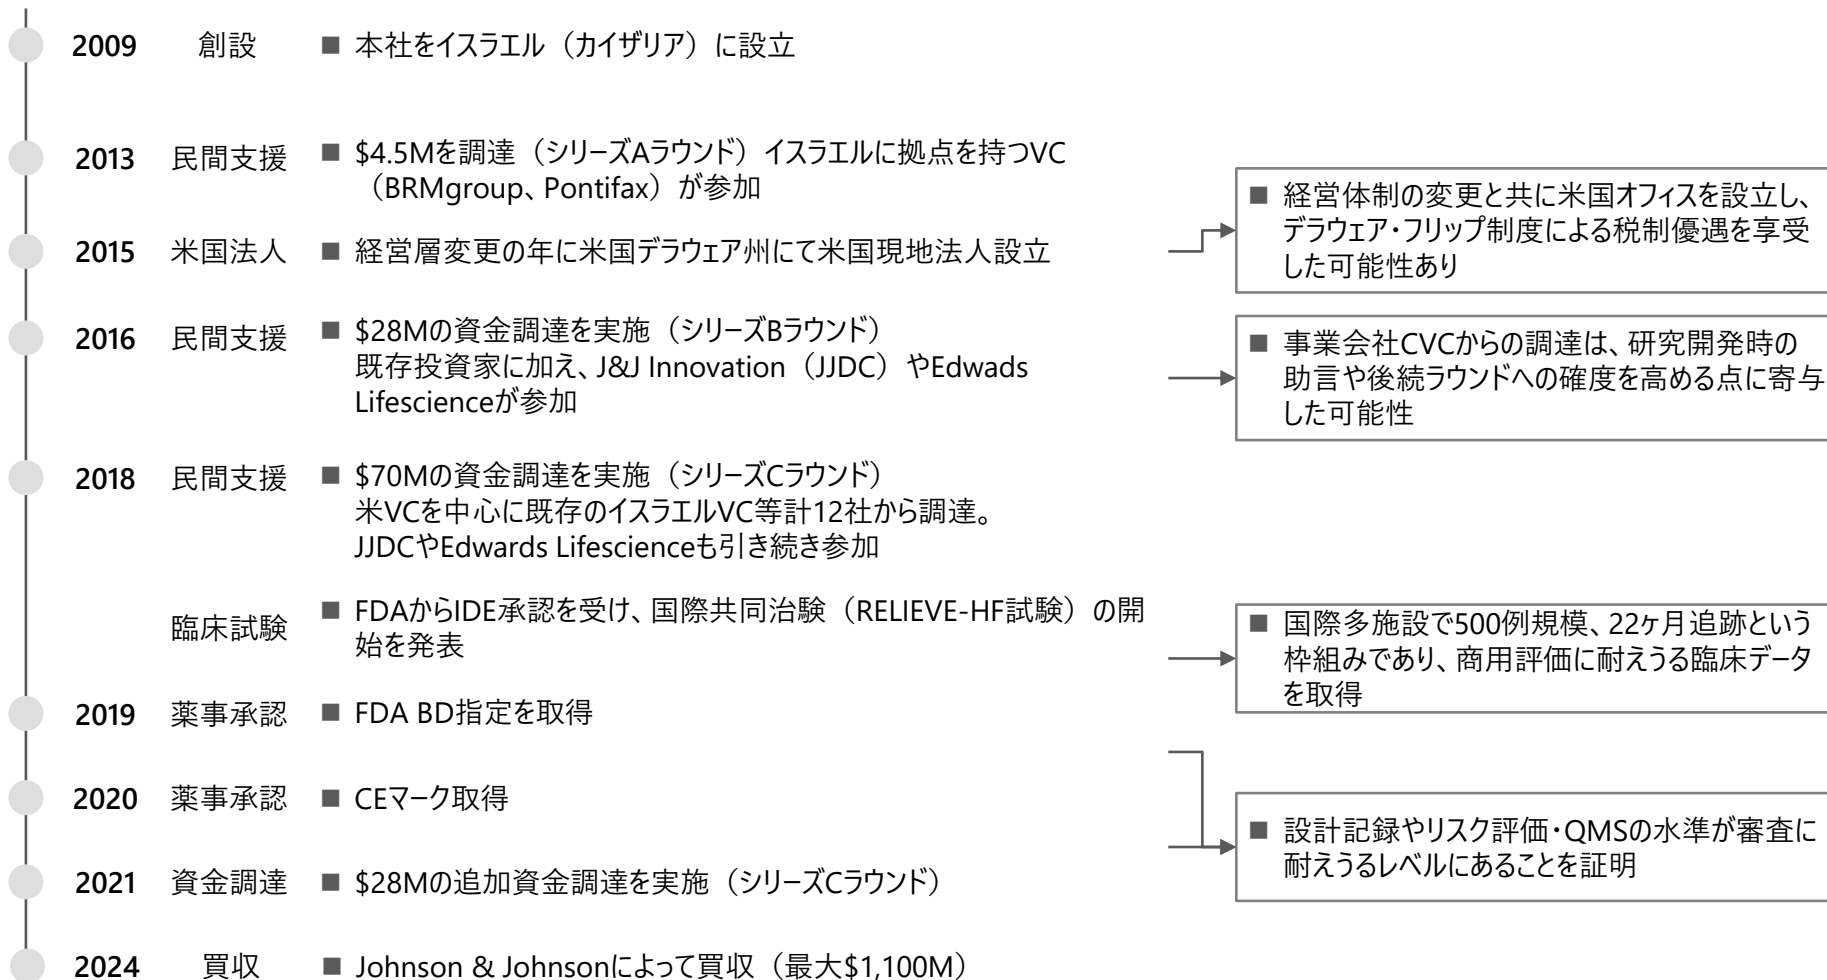 2009 創設 ■ 本社をイスラエル（カイザリア）に設立
2013 民間支援 ■ $4.5Mを調達（シリーズAラウンド）イスラエルに拠点を持つVC
（BRMgroup、Pontifax）が参加
2015 米国法人 ■ 経営層変更の年に米国デラウェア州にて米国現地法人設立
■ 経営体制の変更と共に米国オフィスを設立し、
デラウェア・フリップ制度による税制優遇を享受
した可能性あり
2016 民間支援 ■ $28Mの資金調達を実施（シリーズBラウンド）
既存投資家に加え、J&J Innovation（JJDC）やEdwads
Lifescienceが参加
■ 事業会社CVCからの調達は、研究開発時の
助言や後続ラウンドへの確度を高める点に寄与
した可能性
2018 民間支援 ■ $70Mの資金調達を実施（シリーズCラウンド）
米VCを中心に既存のイスラエルVC等計12社から調達。
JJDCやEdwards Lifescienceも引き続き参加
臨床試験 ■ FDAからIDE承認を受け、国際共同治験（RELIEVE-HF試験）の開
始を発表
■ 国際多施設で500例規模、22ヶ月追跡という
枠組みであり、商用評価に耐えうる臨床データ
を取得
2019 薬事承認 ■ FDA BD指定を取得
2020 薬事承認 ■ CEマーク取得
■ 設計記録やリスク評価・QMSの水準が審査に
耐えうるレベルにあることを証明
2021 資金調達 ■ $28Mの追加資金調達を実施（シリーズCラウンド）
2024 買収 ■ Johnson & Johnsonによって買収（最大$1,100M）